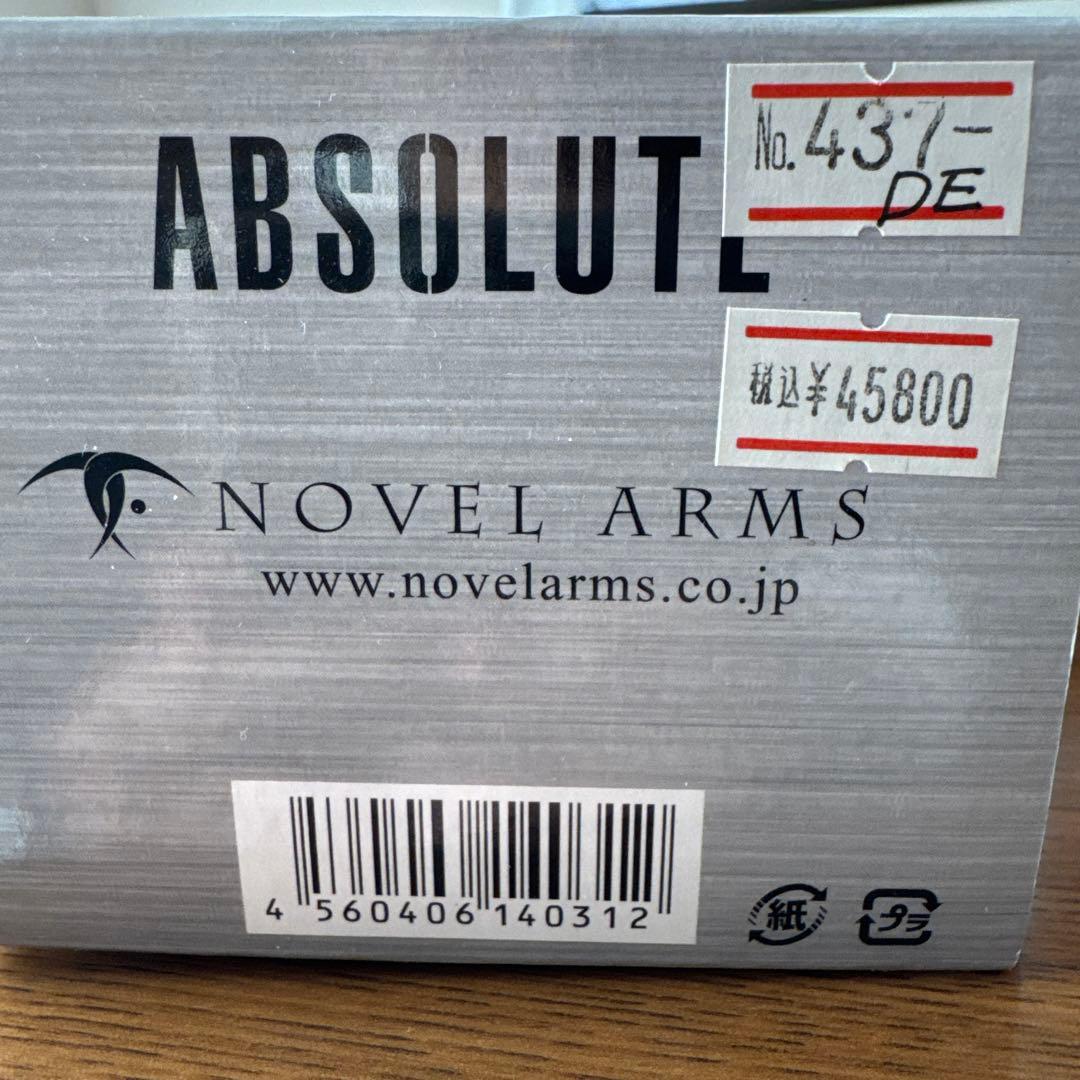 ABSOLUTE
No. 437-
DE
税込¥45800
NOVEL ARMS
www.novelarms.co.jp
4 560406 140312
紙 プラ